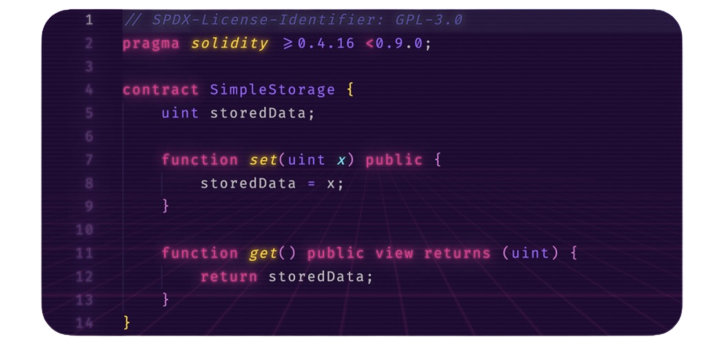 1 // SPDX-License-Identifier: GPL-3.0
2 pragma solidity >=0.4.16 <0.9.0;
3
4 contract SimpleStorage {
5     uint storedData;
6
7     function set(uint x) public {
8         storedData = x;
9     }
10
11     function get() public view returns (uint) {
12         return storedData;
13     }
14 }